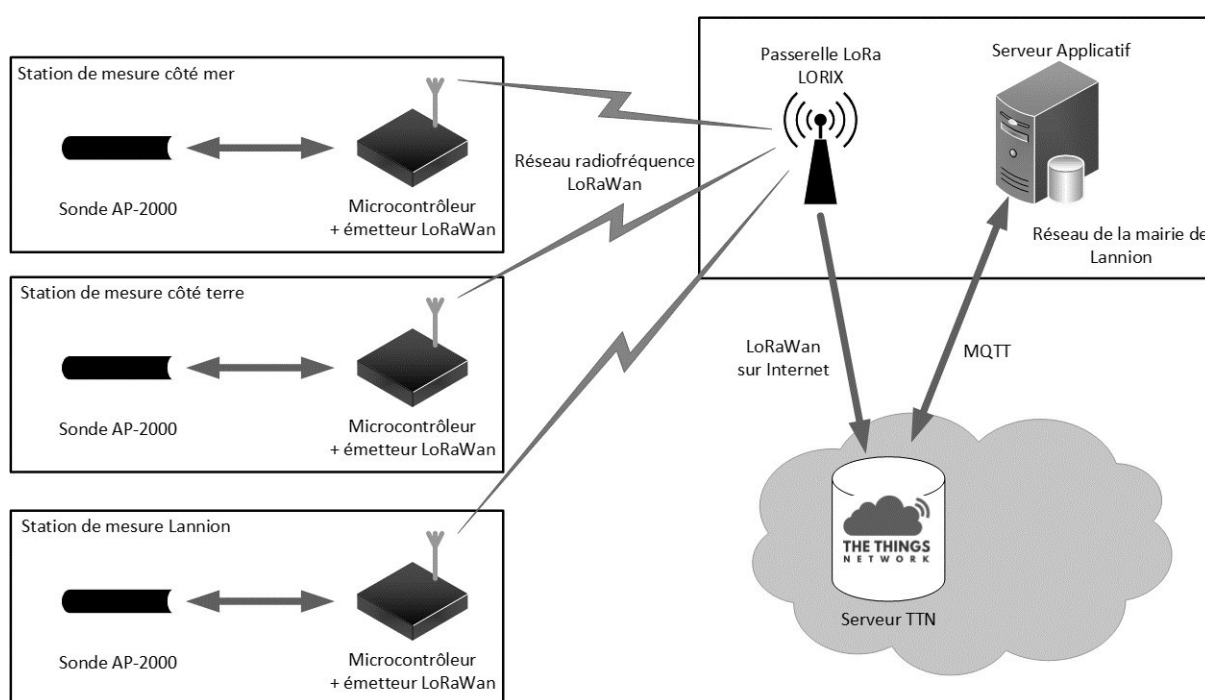 Station de mesure côté mer
Sonde AP-2000
Microcontrôleur
+ émetteur LoRaWan
Station de mesure côté terre
Sonde AP-2000
Microcontrôleur
+ émetteur LoRaWan
Station de mesure Lannion
Sonde AP-2000
Microcontrôleur
+ émetteur LoRaWan
Réseau radiofréquence
LoRaWan
Passerelle LoRa
LORIX
Serveur Applicatif
Réseau de la mairie de
Lannion
LoRaWan
sur Internet
MQTT
THE THINGS
NETWORK
Serveur TTN